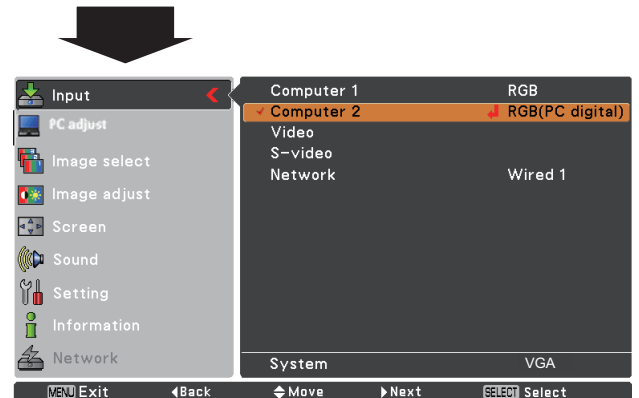 Input
PC adjust
Image select
Image adjust
Screen
Sound
Setting
Information
Network
Computer 1 RGB
Computer 2 RGB(PC digital)
Video
S-video
Network Wired 1
System VGA
MENU Exit Back Move Next SELECT Select